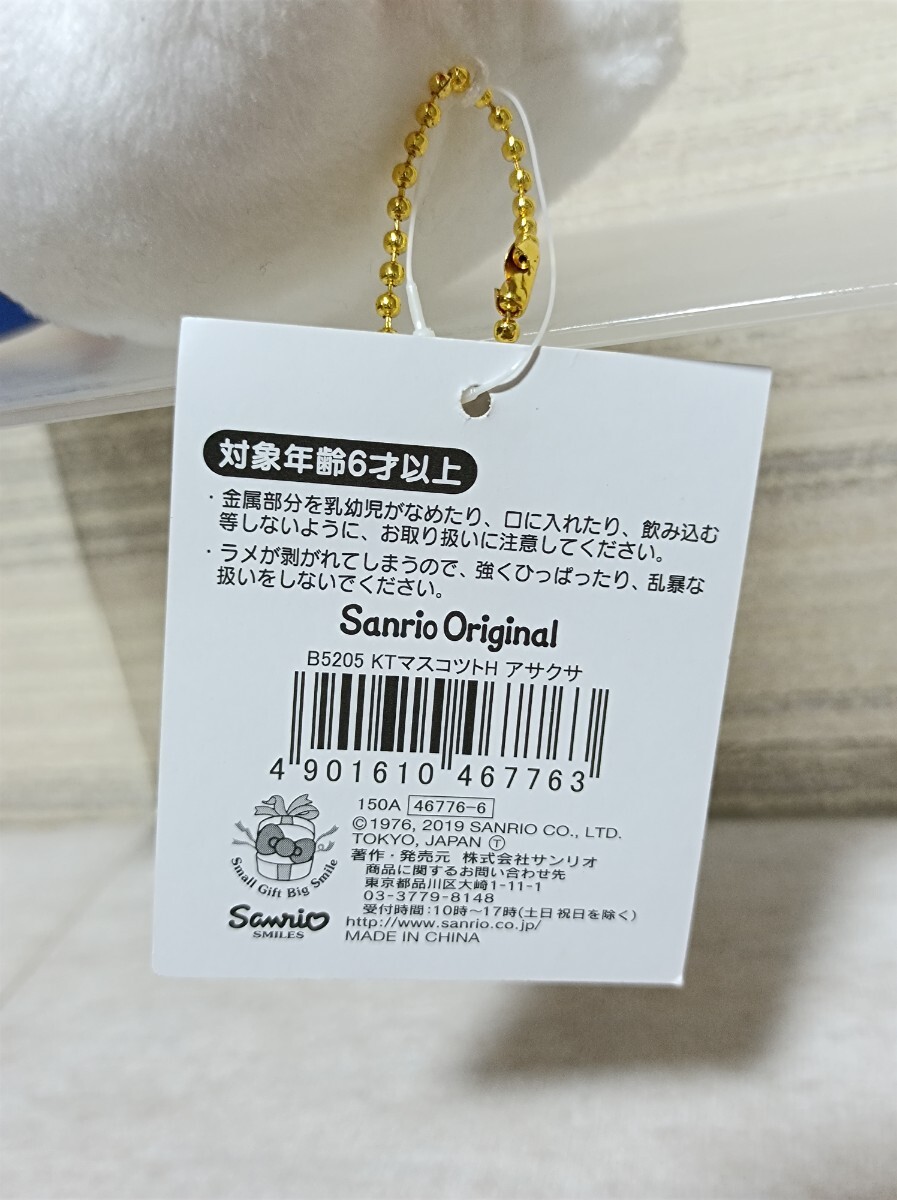 対象年齢6才以上
・金属部分を乳幼児がなめたり、口に入れたり、飲み込む
等しないように、お取り扱いに注意してください。
・ラメが剥がれてしまうので、強くひっぱったり、乱暴な
扱いをしないでください。
Sanrio Original
B5205 KTマスコツトH アサクサ
4 901610 467763
150A 46776-6
©1976, 2019 SANRIO CO., LTD.
TOKYO, JAPAN Ⓣ
著作・発売元 株式会社サンリオ
商品に関するお問い合わせ先
東京都品川区大崎1-11-1
03-3779-8148
受付時間:10時～17時(土日祝日を除く)
http://www.sanrio.co.jp/
MADE IN CHINA
Small Gift Big Smile
Sanrio
SMILES